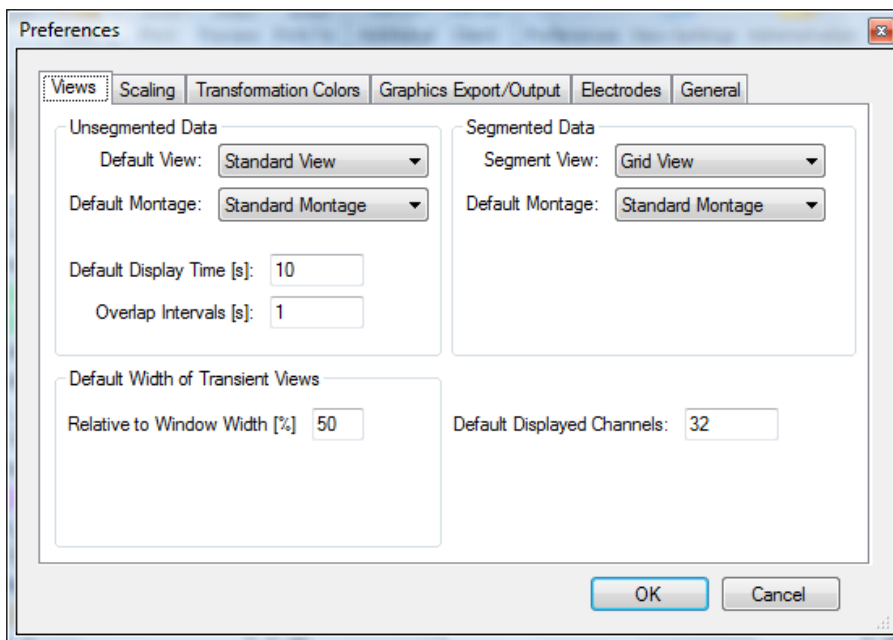 Preferences
Views Scaling Transformation Colors Graphics Export/Output Electrodes General
Unsegmented Data
Default View: Standard View
Default Montage: Standard Montage
Default Display Time [s]: 10
Overlap Intervals [s]: 1
Segmented Data
Segment View: Grid View
Default Montage: Standard Montage
Default Width of Transient Views
Relative to Window Width [%] 50
Default Displayed Channels: 32
OK Cancel